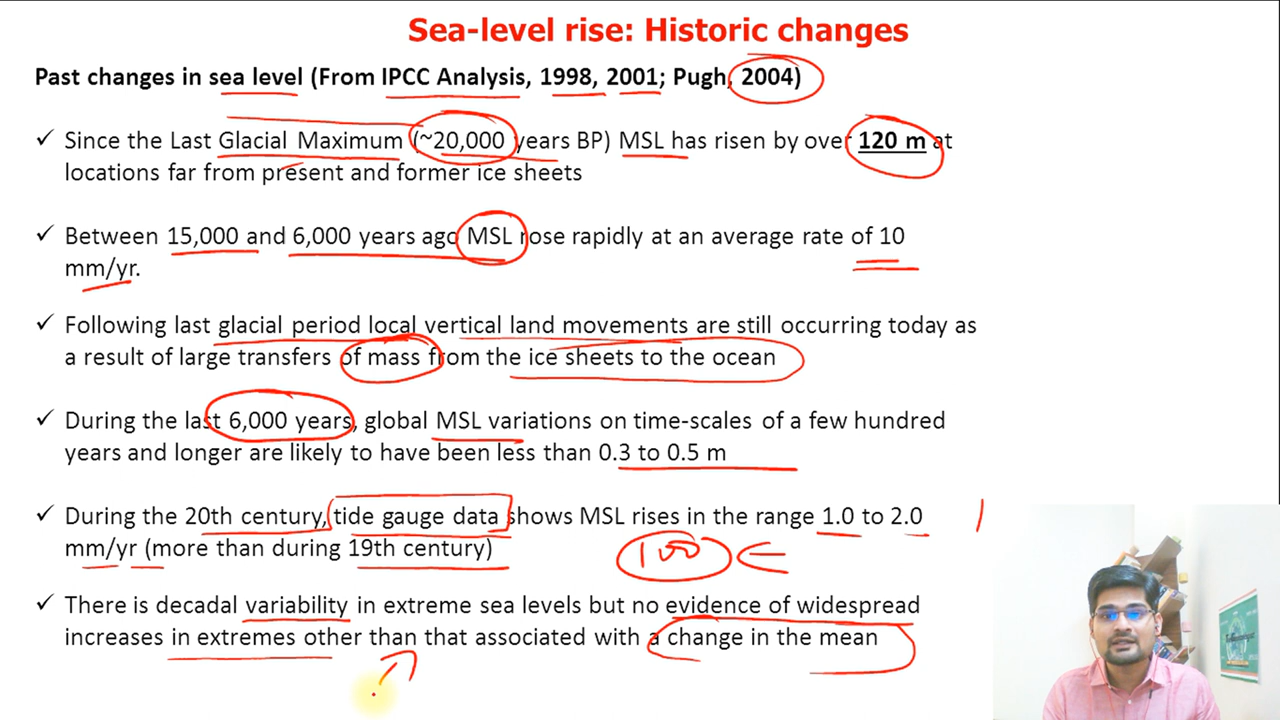 Sea-level rise: Historic changes
Past changes in sea level (From IPCC Analysis, 1998, 2001; Pugh, 2004)
✓ Since the Last Glacial Maximum (~20,000 years BP) MSL has risen by over 120 m at
locations far from present and former ice sheets
✓ Between 15,000 and 6,000 years ago MSL rose rapidly at an average rate of 10
mm/yr.
✓ Following last glacial period local vertical land movements are still occurring today as
a result of large transfers of mass from the ice sheets to the ocean
✓ During the last 6,000 years, global MSL variations on time-scales of a few hundred
years and longer are likely to have been less than 0.3 to 0.5 m
✓ During the 20th century, tide gauge data shows MSL rises in the range 1.0 to 2.0
mm/yr (more than during 19th century)
100
✓ There is decadal variability in extreme sea levels but no evidence of widespread
increases in extremes other than that associated with a change in the mean